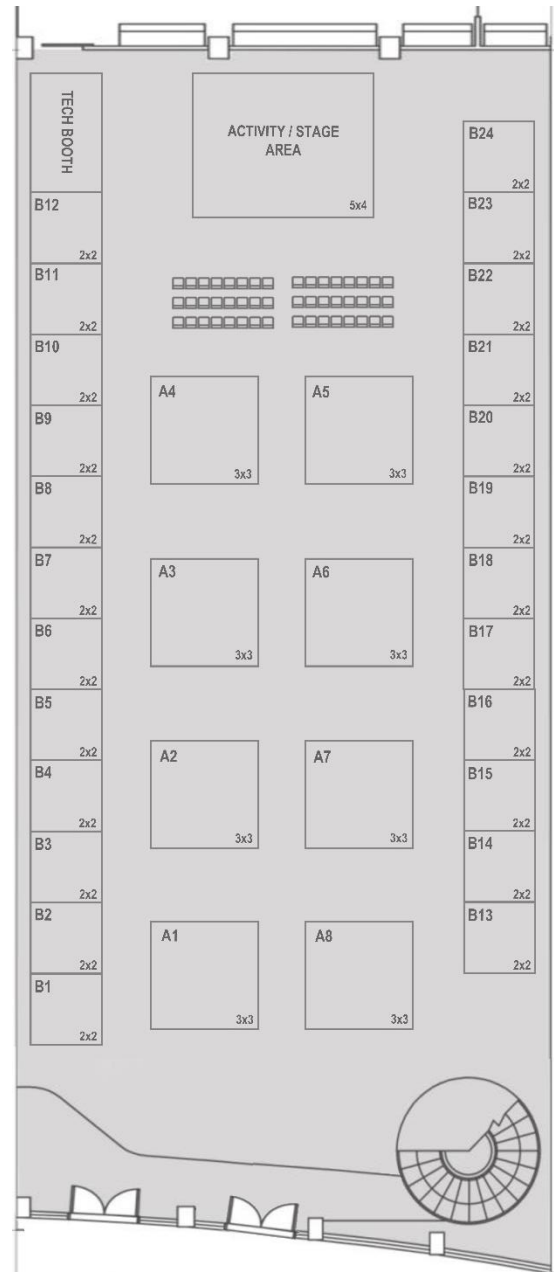 TECH BOOTH
ACTIVITY / STAGE
AREA
5x4
B12
2x2
B11
2x2
B10
2x2
B9
2x2
B8
2x2
B7
2x2
B6
2x2
B5
2x2
B4
2x2
B3
2x2
B2
2x2
B1
2x2
A4
3x3
A5
3x3
A3
3x3
A6
3x3
A2
3x3
A7
3x3
A1
3x3
A8
3x3
B24
2x2
B23
2x2
B22
2x2
B21
2x2
B20
2x2
B19
2x2
B18
2x2
B17
2x2
B16
2x2
B15
2x2
B14
2x2
B13
2x2